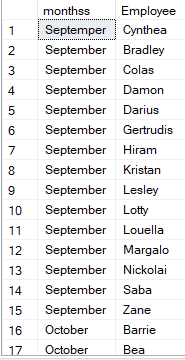 monthss Employee
1 Septemper Cynthea
2 September Bradley
3 September Colas
4 September Damon
5 September Darius
6 September Gertrudis
7 September Hiram
8 September Kristan
9 September Lesley
10 September Lotty
11 September Louella
12 September Margalo
13 September Nickolai
14 September Saba
15 September Zane
16 October Barrie
17 October Bea